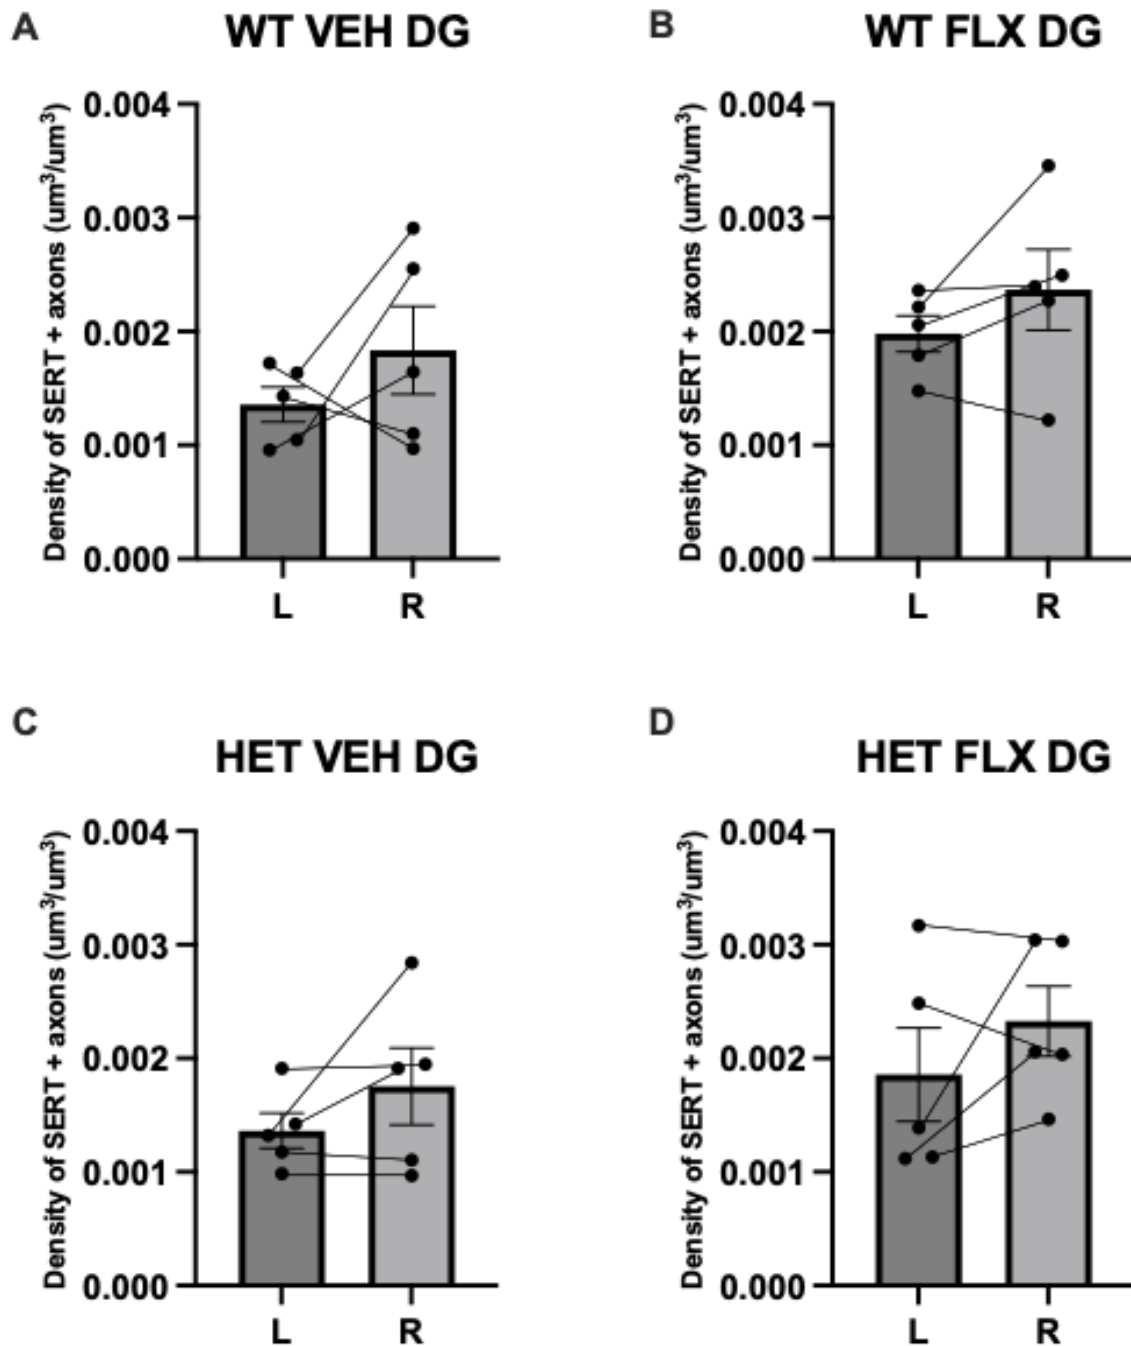 A
WT VEH DG
Density of SERT + axons (um³/um³)
0.004
0.003
0.002
0.001
0.000
L
R
B
WT FLX DG
Density of SERT + axons (um³/um³)
0.004
0.003
0.002
0.001
0.000
L
R
C
HET VEH DG
Density of SERT + axons (um³/um³)
0.004
0.003
0.002
0.001
0.000
L
R
D
HET FLX DG
Density of SERT + axons (um³/um³)
0.004
0.003
0.002
0.001
0.000
L
R